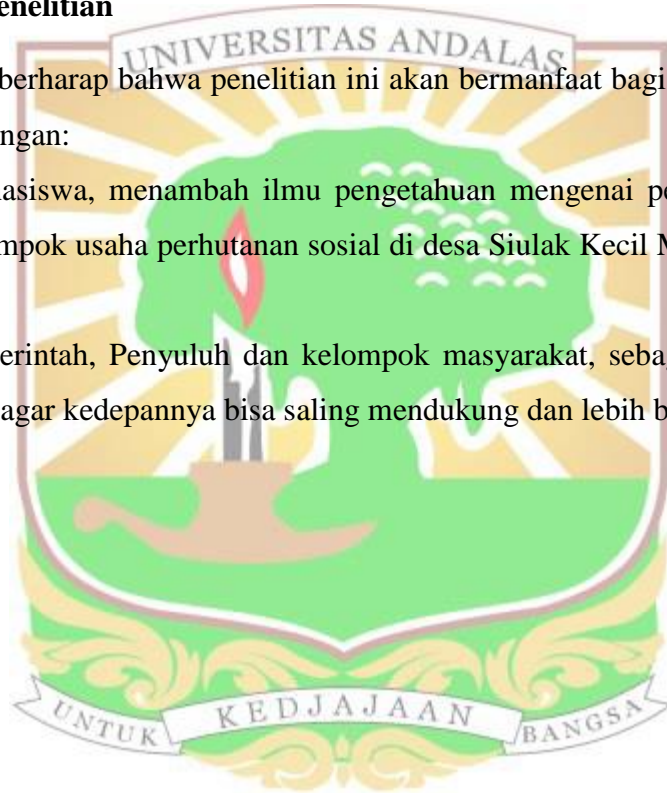 enelitian
UNIVERSITAS ANDALAS
berharap bahwa penelitian ini akan bermanfaat bagi
ngan:
asiswa, menambah ilmu pengetahuan mengenai pe
mpok usaha perhutanan sosial di desa Siulak Kecil M
erintah, Penyuluh dan kelompok masyarakat, seba
agar kedepannya bisa saling mendukung dan lebih b
UNTUK KEDJAJAAN BANGSA